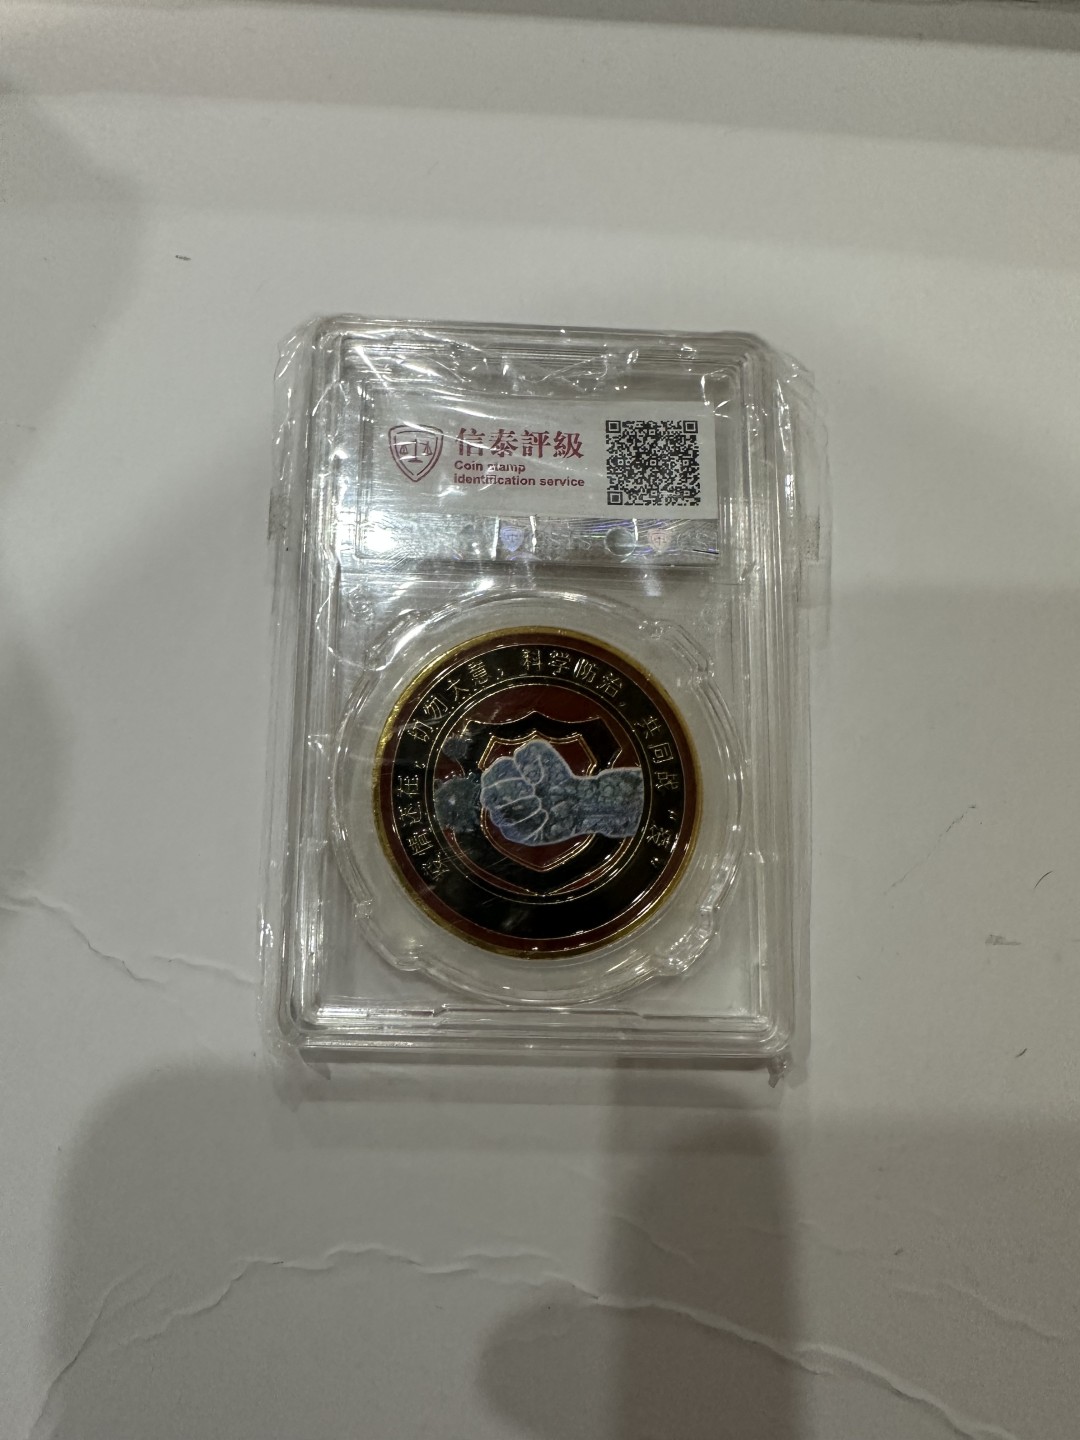 信泰評級
Coin stamp
identification service
疫情还在，切勿大意，科学防治，共同战“疫”